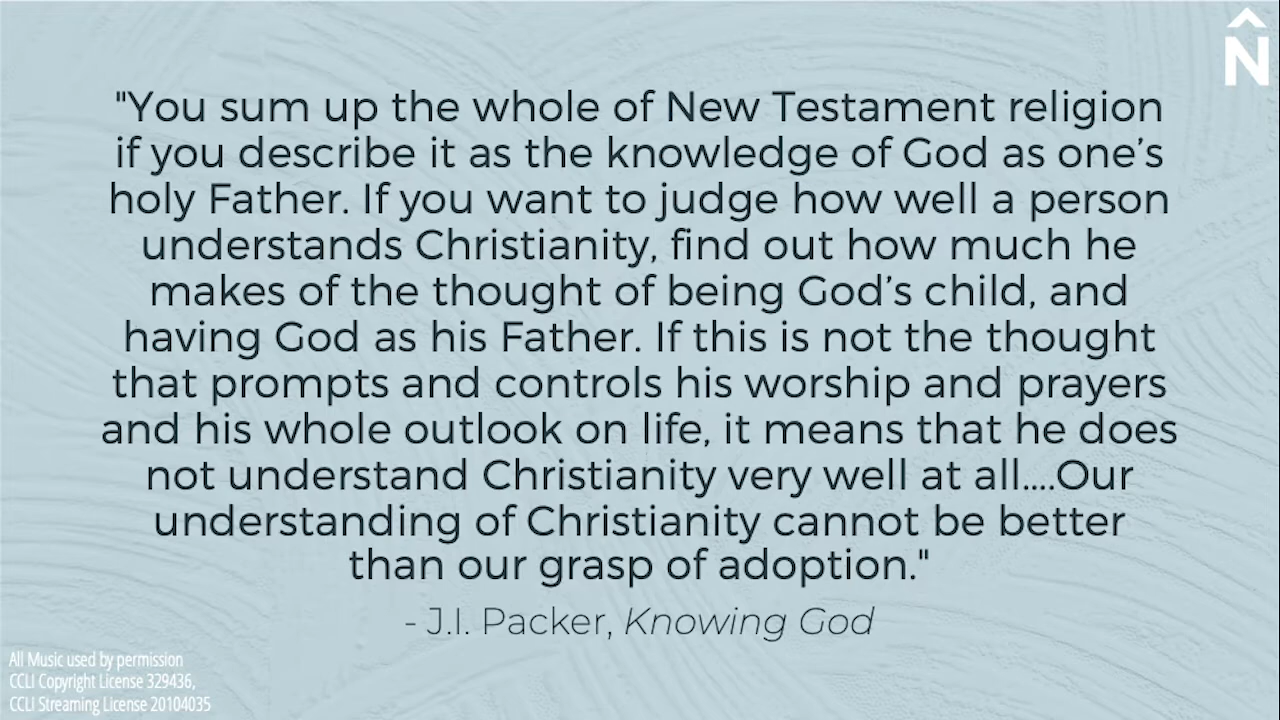 "You sum up the whole of New Testament religion
if you describe it as the knowledge of God as one’s
holy Father. If you want to judge how well a person
understands Christianity, find out how much he
makes of the thought of being God’s child, and
having God as his Father. If this is not the thought
that prompts and controls his worship and prayers
and his whole outlook on life, it means that he does
not understand Christianity very well at all....Our
understanding of Christianity cannot be better
than our grasp of adoption."
- J.I. Packer, Knowing God
N
All Music used by permission
CCLI Copyright License 329436,
CCLI Streaming License 20104035